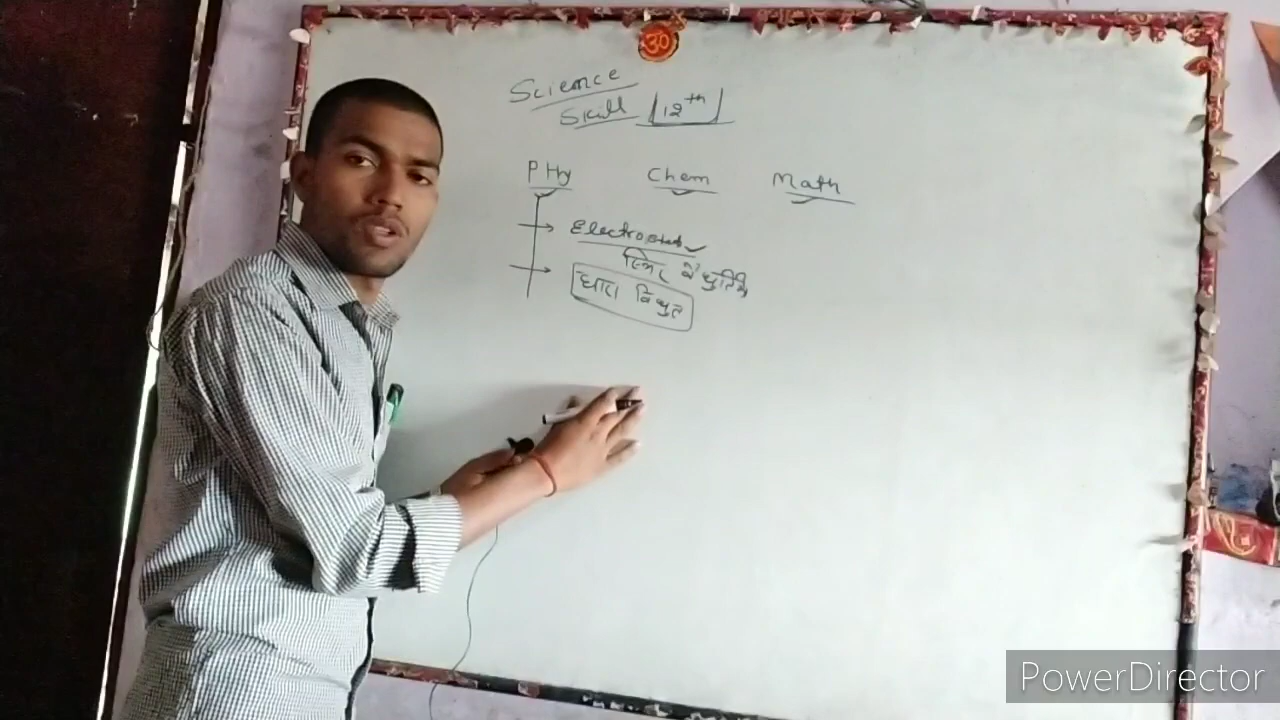 ॐ
Science
Skill 12th
PHy Chem Math
Electrostat
स्थिर वैधुतिकी
धारा विधुत
PowerDirector